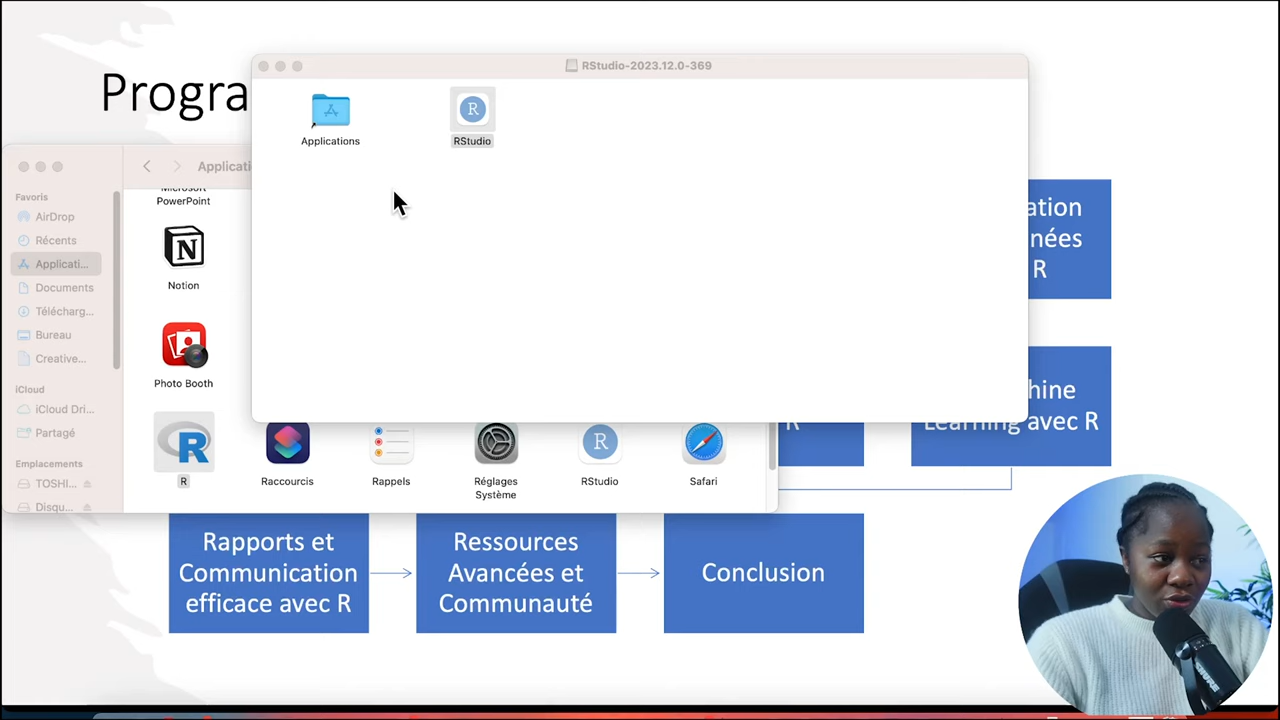 Progra
RStudio-2023.12.0-369
Applications
RStudio
Applicati
Favoris
AirDrop
Récents
Applicati...
Documents
Télécharg...
Bureau
Creative...
iCloud
iCloud Dri...
Partagé
Emplacements
TOSHI...
Disqu...
Microsoft
PowerPoint
Notion
Photo Booth
R
Raccourcis
Rappels
Réglages
Système
RStudio
Safari
ation
nées
R
R
hine
Learning avec R
Rapports et
Communication
efficace avec R
Ressources
Avancées et
Communauté
Conclusion
SHURE